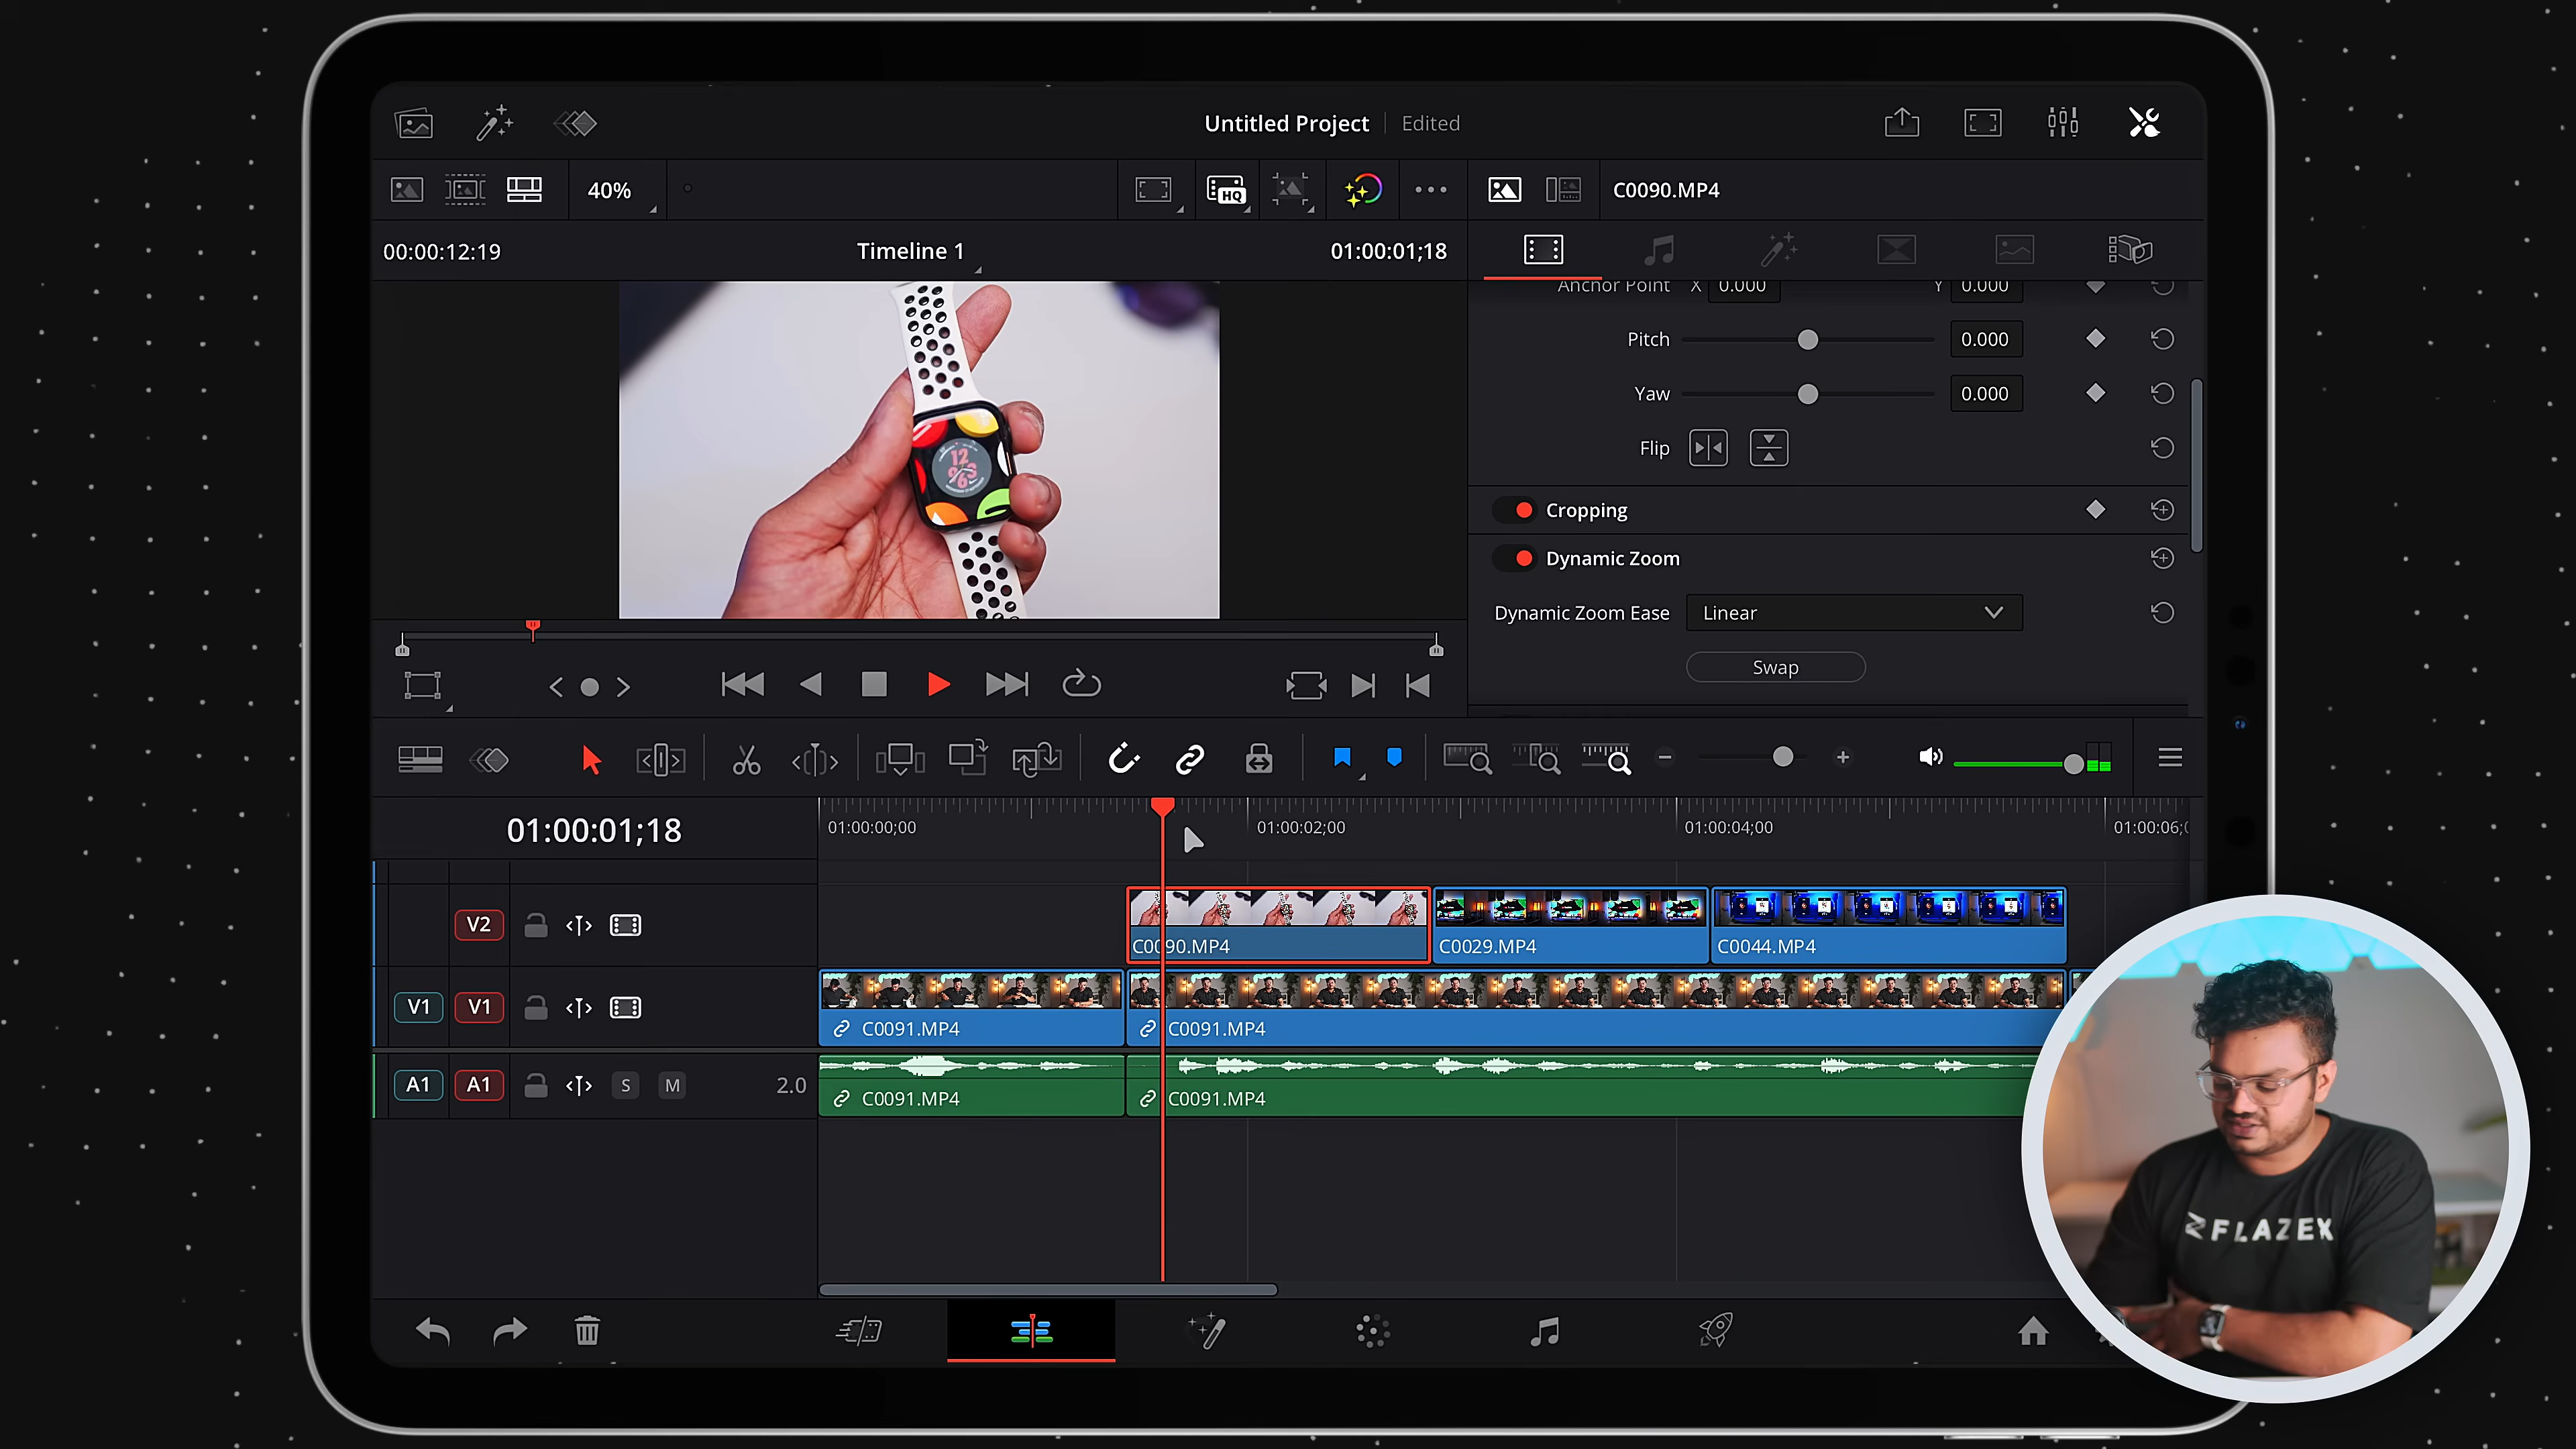 Untitled Project Edited
40% HQ C0090.MP4
00:00:12:19 Timeline 1 01:00:01;18
Anchor Point X 0.000 Y 0.000
Pitch 0.000
Yaw 0.000
Flip
Cropping
Dynamic Zoom
Dynamic Zoom Ease Linear
Swap
01:00:01;18
01:00:00;00 01:00:02;00 01:00:04;00
V2
C0090.MP4 C0029.MP4 C0044.MP4
V1 V1
C0091.MP4 C0091.MP4
A1 A1 S M 2.0
C0091.MP4 C0091.MP4
FLAZEX